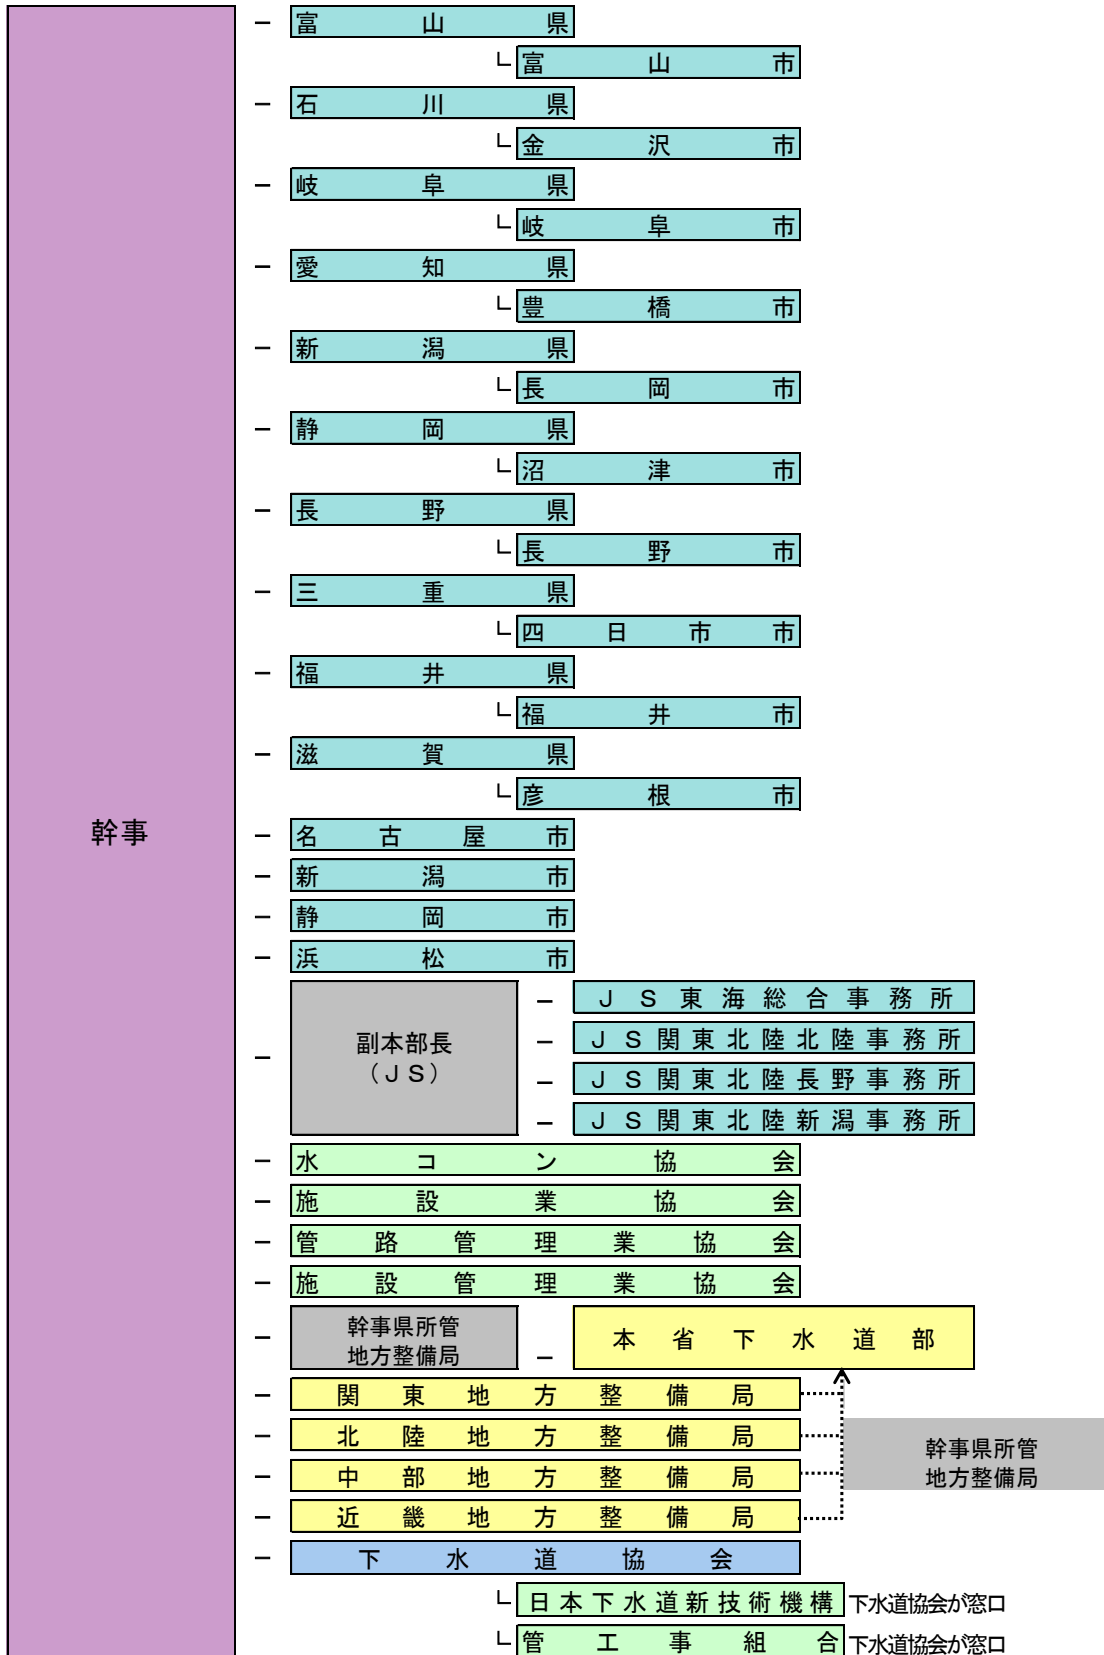 幹事
富山県
富山市
石川県
金沢市
岐阜県
岐阜市
愛知県
豊橋市
新潟県
長岡市
静岡県
沼津市
長野県
長野市
三重県
四日市市
福井県
福井市
滋賀県
彦根市
名古屋市
新潟市
静岡市
浜松市
副本部長
（ＪＳ）
ＪＳ東海総合事務所
ＪＳ関東北陸北陸事務所
ＪＳ関東北陸長野事務所
ＪＳ関東北陸新潟事務所
水コン協会
施設業協会
管路管理業協会
施設管理業協会
幹事県所管
地方整備局
本省下水道部
関東地方整備局
北陸地方整備局
中部地方整備局
近畿地方整備局
幹事県所管
地方整備局
下水道協会
日本下水道新技術機構 下水道協会が窓口
管工事組合 下水道協会が窓口